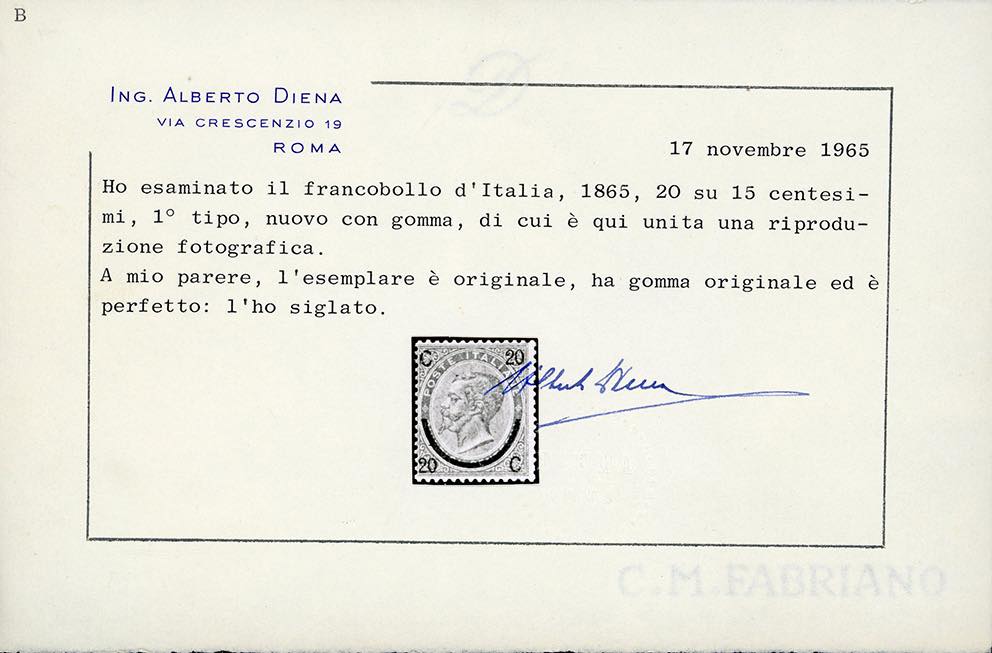 B
ING. ALBERTO DIENA
VIA CRESCENZIO 19
ROMA
17 novembre 1965
Ho esaminato il francobollo d'Italia, 1865, 20 su 15 centesi-
mi, 1° tipo, nuovo con gomma, di cui è qui unita una riprodu-
zione fotografica.
A mio parere, l'esemplare è originale, ha gomma originale ed è
perfetto: l'ho siglato.
C 20
POSTE ITALIANE
20 C
Alberto Diena
C.M.FABRIANO